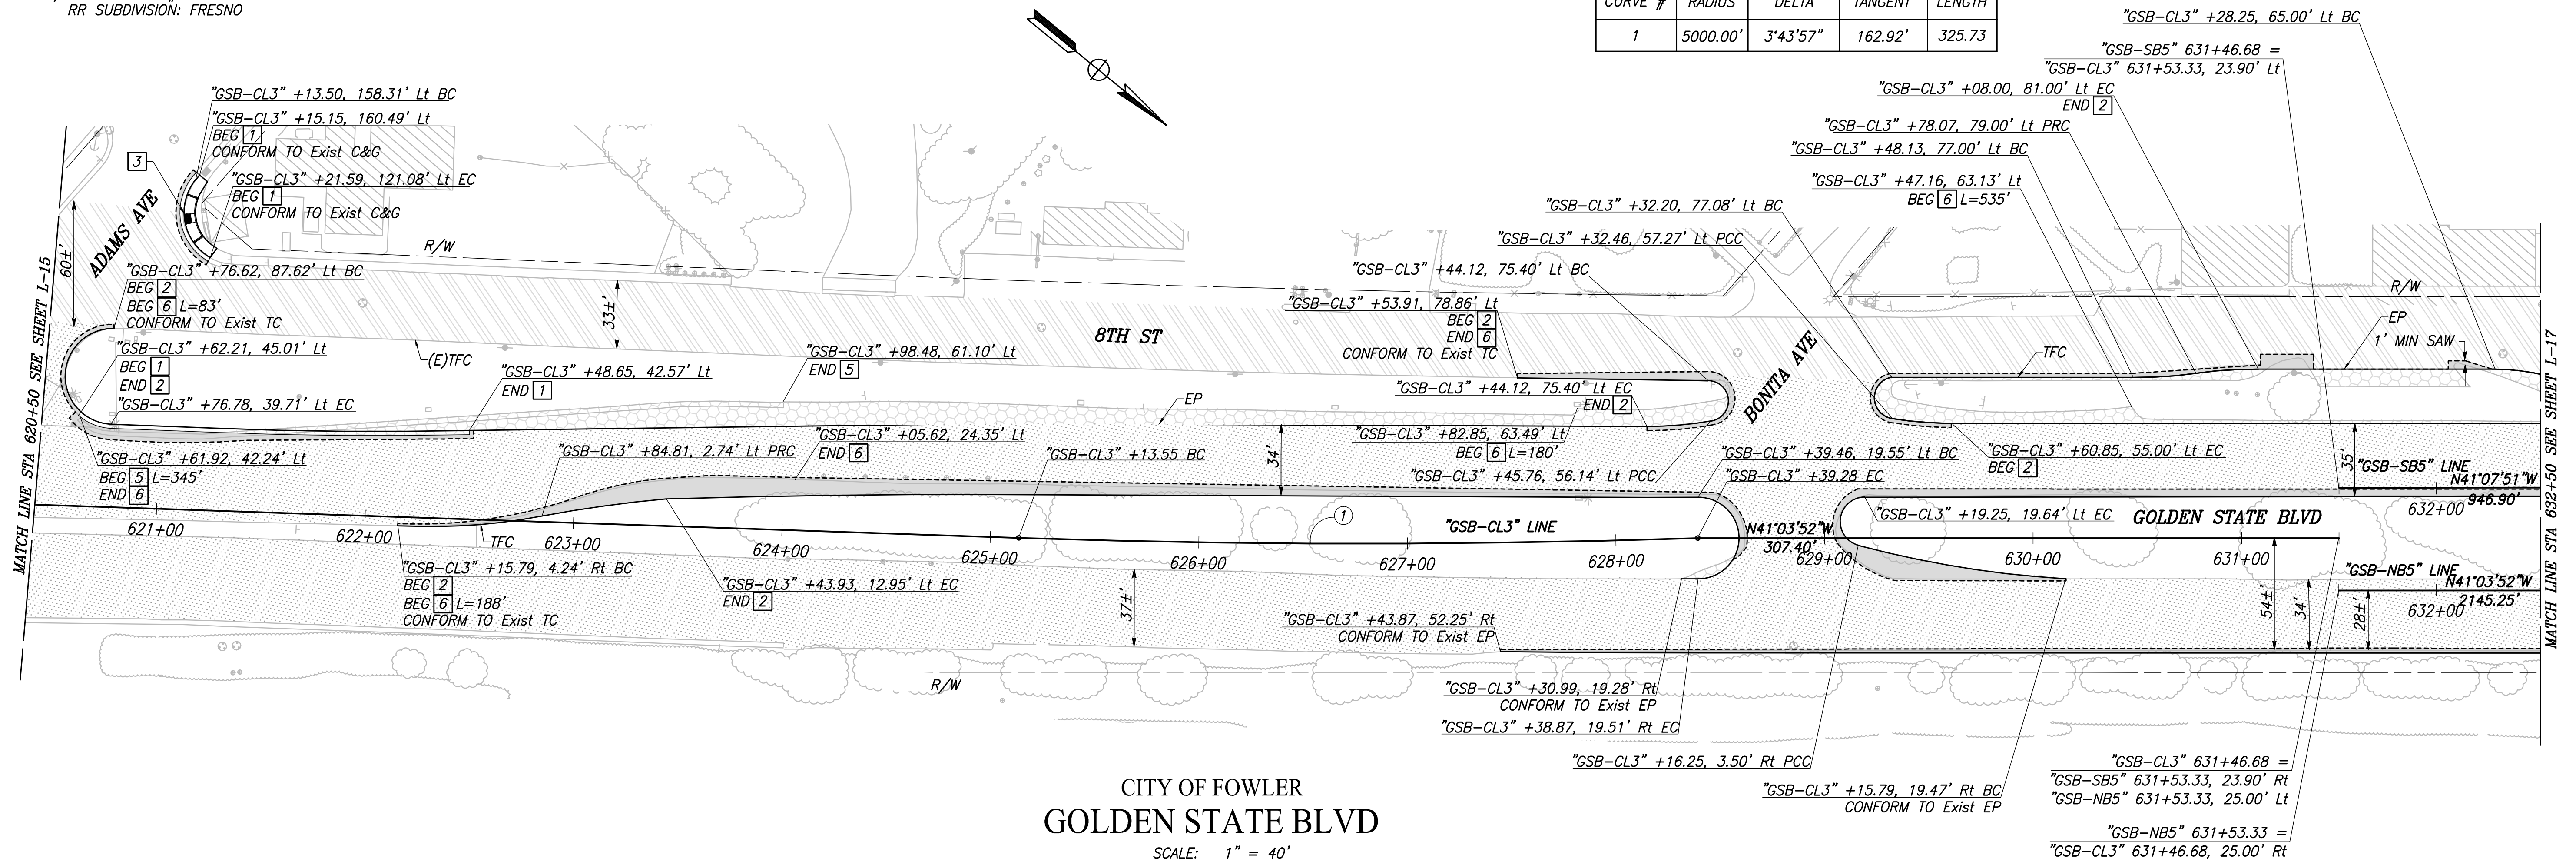 RR SUBDIVISION: FRESNO
CURVE # RADIUS DELTA TANGENT LENGTH
1 5000.00' 3°43'57" 162.92' 325.73
"GSB-CL3" +28.25, 65.00' Lt BC
"GSB-SB5" 631+46.68 =
"GSB-CL3" 631+53.33, 23.90' Lt
"GSB-CL3" +08.00, 81.00' Lt EC
END 2
"GSB-CL3" +78.07, 79.00' Lt PRC
"GSB-CL3" +48.13, 77.00' Lt BC
"GSB-CL3" +47.16, 63.13' Lt
BEG 6 L=535'
"GSB-CL3" +13.50, 158.31' Lt BC
"GSB-CL3" +15.15, 160.49' Lt
BEG 1
CONFORM TO Exist C&G
3
"GSB-CL3" +21.59, 121.08' Lt EC
BEG 1
CONFORM TO Exist C&G
R/W
ADAMS AVE
60±'
MATCH LINE STA 620+50 SEE SHEET L-15
"GSB-CL3" +76.62, 87.62' Lt BC
BEG 2
BEG 6 L=83'
CONFORM TO Exist TC
33±'
(E)TFC
8TH ST
"GSB-CL3" +62.21, 45.01' Lt
BEG 1
END 2
"GSB-CL3" +76.78, 39.71' Lt EC
"GSB-CL3" +48.65, 42.57' Lt
END 1
"GSB-CL3" +98.48, 61.10' Lt
END 5
EP
"GSB-CL3" +32.20, 77.08' Lt BC
"GSB-CL3" +32.46, 57.27' Lt PCC
"GSB-CL3" +44.12, 75.40' Lt BC
"GSB-CL3" +53.91, 78.86' Lt
BEG 2
END 6
CONFORM TO Exist TC
"GSB-CL3" +44.12, 75.40' Lt EC
END 2
BONITA AVE
TFC
R/W
EP
1' MIN SAW
"GSB-CL3" +61.92, 42.24' Lt
BEG 5 L=345'
END 6
"GSB-CL3" +84.81, 2.74' Lt PRC
"GSB-CL3" +05.62, 24.35' Lt
END 6
"GSB-CL3" +13.55 BC
34'
"GSB-CL3" +82.85, 63.49' Lt
BEG 6 L=180'
"GSB-CL3" +45.76, 56.14' Lt PCC
"GSB-CL3" +39.46, 19.55' Lt BC
"GSB-CL3" +39.28 EC
"GSB-CL3" +60.85, 55.00' Lt EC
BEG 2
35'
"GSB-SB5" LINE
N41°07'51"W
946.90'
632+00
MATCH LINE STA 632+50 SEE SHEET L-17
621+00
622+00
TFC
623+00
624+00
625+00
626+00
1
"GSB-CL3" LINE
627+00
628+00
N41°03'52"W
307.40'
629+00
"GSB-CL3" +19.25, 19.64' Lt EC
GOLDEN STATE BLVD
630+00
631+00
"GSB-NB5" LINE
N41°03'52"W
2145.25'
632+00
"GSB-CL3" +15.79, 4.24' Rt BC
BEG 2
BEG 6 L=188'
CONFORM TO Exist TC
"GSB-CL3" +43.93, 12.95' Lt EC
END 2
37±'
54±'
34'
28±'
"GSB-CL3" +43.87, 52.25' Rt
CONFORM TO Exist EP
R/W
"GSB-CL3" +30.99, 19.28' Rt
CONFORM TO Exist EP
"GSB-CL3" +38.87, 19.51' Rt EC
"GSB-CL3" +16.25, 3.50' Rt PCC
"GSB-CL3" +15.79, 19.47' Rt BC
CONFORM TO Exist EP
"GSB-CL3" 631+46.68 =
"GSB-SB5" 631+53.33, 23.90' Rt
"GSB-NB5" 631+53.33, 25.00' Lt
"GSB-NB5" 631+53.33 =
"GSB-CL3" 631+46.68, 25.00' Rt
CITY OF FOWLER
GOLDEN STATE BLVD
SCALE: 1" = 40'